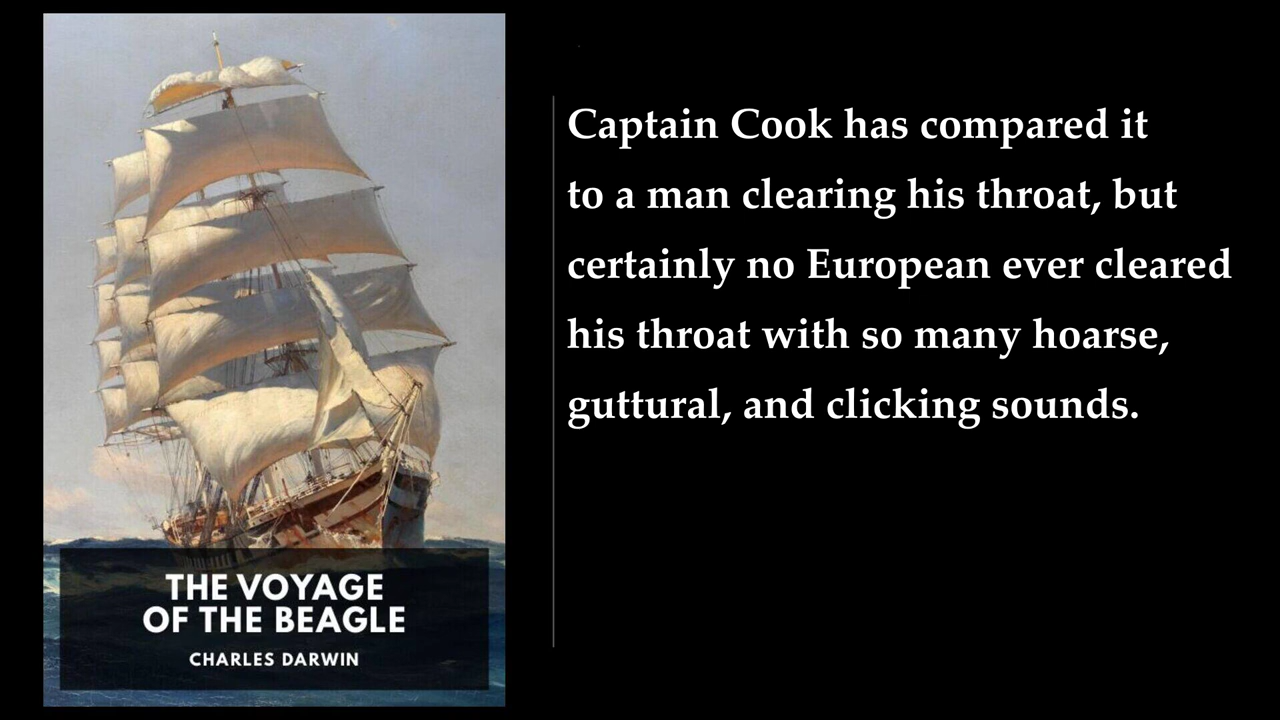 THE VOYAGE
OF THE BEAGLE
CHARLES DARWIN
Captain Cook has compared it
to a man clearing his throat, but
certainly no European ever cleared
his throat with so many hoarse,
guttural, and clicking sounds.